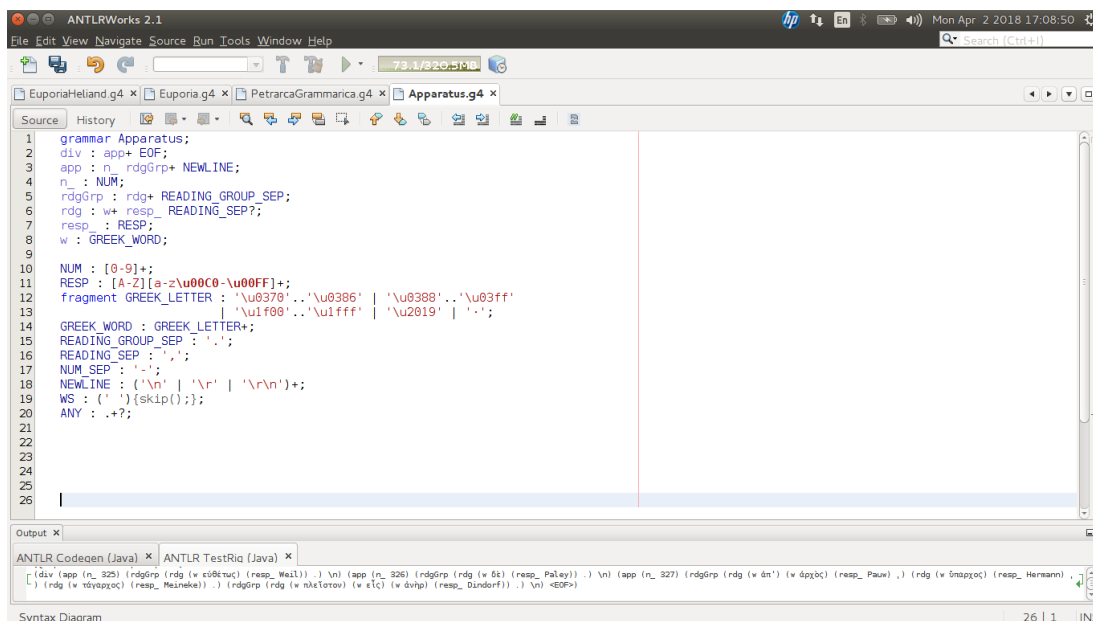 ANTLRWorks 2.1
En
Mon Apr 2 2018 17:08:50
File Edit View Navigate Source Run Tools Window Help
Search (Ctrl+I)
73.1/320.5MB
EuporiaHeliand.g4 Euporia.g4 PetrarcaGrammarica.g4 Apparatus.g4
Source History
1 grammar Apparatus;
2 div : app+ EOF;
3 app : n_ rdgGrp+ NEWLINE;
4 n_ : NUM;
5 rdgGrp : rdg+ READING_GROUP_SEP;
6 rdg : w+ resp_ READING_SEP?;
7 resp_ : RESP;
8 w : GREEK_WORD;
9
10 NUM : [0-9]+;
11 RESP : [A-Z][a-z\u00C0-\u00FF]+;
12 fragment GREEK_LETTER : '\u0370'..'\u0386' | '\u0388'..'\u03ff'
13 | '\u1f00'..'\u1fff' | '\u2019' | '·';
14 GREEK_WORD : GREEK_LETTER+;
15 READING_GROUP_SEP : '.';
16 READING_SEP : ',';
17 NUM_SEP : '-';
18 NEWLINE : ('\n' | '\r' | '\r\n')+;
19 WS : (' '){skip();};
20 ANY : .+?;
21
22
23
24
25
26
Output
ANTLR Codegen (Java) ANTLR TestRig (Java)
(div (app (n_ 325) (rdgGrp (rdg (w εὐθέτως) (resp_ Weil)) .) \n) (app (n_ 326) (rdgGrp (rdg (w δὲ) (resp_ Paley)) .) \n) (app (n_ 327) (rdgGrp (rdg (w ἀπ') (w ἀρχὸς) (resp_ Pauw) ,) (rdg (w ὕπαρχος) (resp_ Hermann) ,
) (rdg (w τάγαρχος) (resp_ Meineke)) .) (rdgGrp (rdg (w πλεῖστον) (w εἷς) (w ἀνὴρ) (resp_ Dindorf)) .) \n) <EOF>)
Syntax Diagram
26 | 1